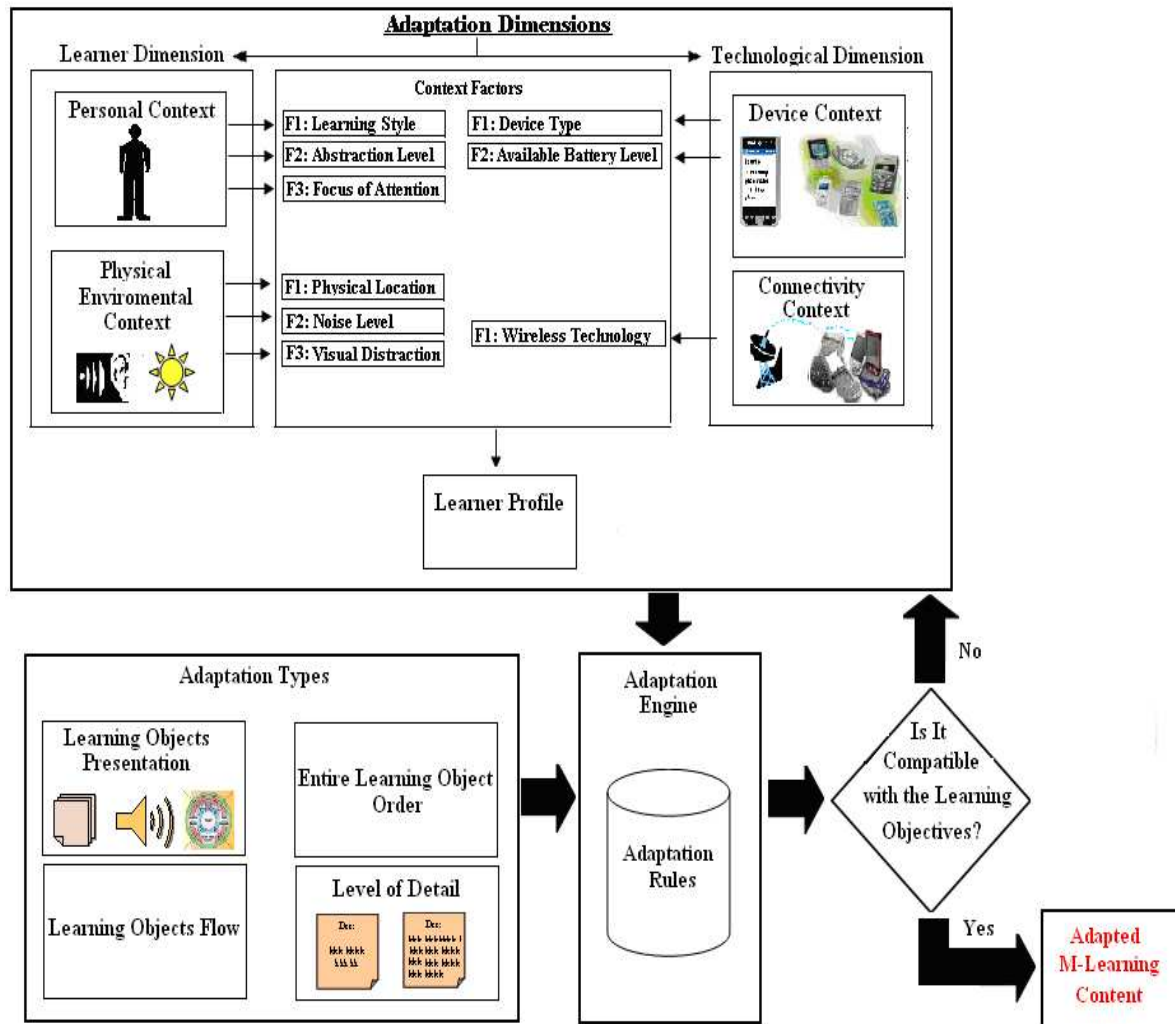 Adaptation Dimensions
Learner Dimension
Technological Dimension
Personal Context
Context Factors
F1: Learning Style
F2: Abstraction Level
F3: Focus of Attention
F1: Device Type
F2: Available Battery Level
Device Context
Physical
Enviromental
Context
F1: Physical Location
F2: Noise Level
F3: Visual Distraction
F1: Wireless Technology
Connectivity
Context
Learner Profile
Adaptation Types
Learning Objects
Presentation
Entire Learning Object
Order
Learning Objects Flow
Level of Detail
Doc:
Doc:
Adaptation
Engine
Adaptation
Rules
Is It
Compatible
with the Learning
Objectives?
No
Yes
Adapted
M-Learning
Content